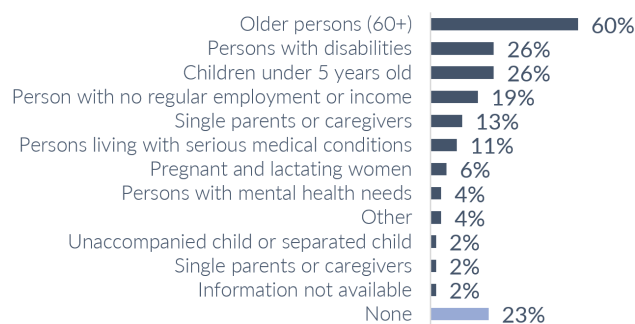 Older persons (60+) 60%
Persons with disabilities 26%
Children under 5 years old 26%
Person with no regular employment or income 19%
Single parents or caregivers 13%
Persons living with serious medical conditions 11%
Pregnant and lactating women 6%
Persons with mental health needs 4%
Other 4%
Unaccompanied child or separated child 2%
Single parents or caregivers 2%
Information not available 2%
None 23%